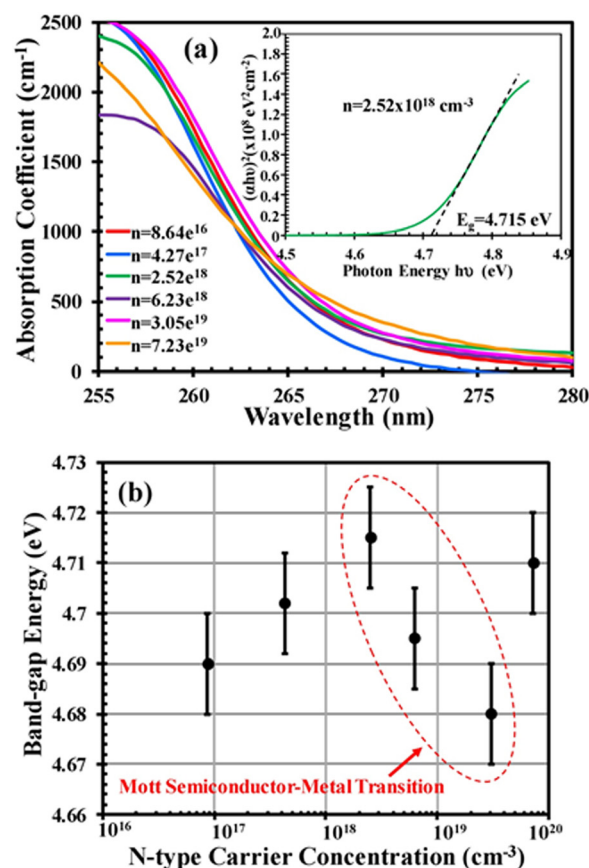 (a)
Absorption Coefficient (cm-1)
2500
2000
1500
1000
500
0
n=8.64e16
n=4.27e17
n=2.52e18
n=6.23e18
n=3.05e19
n=7.23e19
255
260
265
270
275
280
Wavelength (nm)
(αhυ)2(x108 eV2cm-2)
2.0
1.8
1.6
1.4
1.2
1.0
0.8
0.6
0.4
0.2
0
n=2.52x1018 cm-3
Eg=4.715 eV
4.5
4.6
4.7
4.8
4.9
Photon Energy hυ (eV)
(b)
Band-gap Energy (eV)
4.73
4.72
4.71
4.7
4.69
4.68
4.67
4.66
Mott Semiconductor-Metal Transition
1016
1017
1018
1019
1020
N-type Carrier Concentration (cm-3)